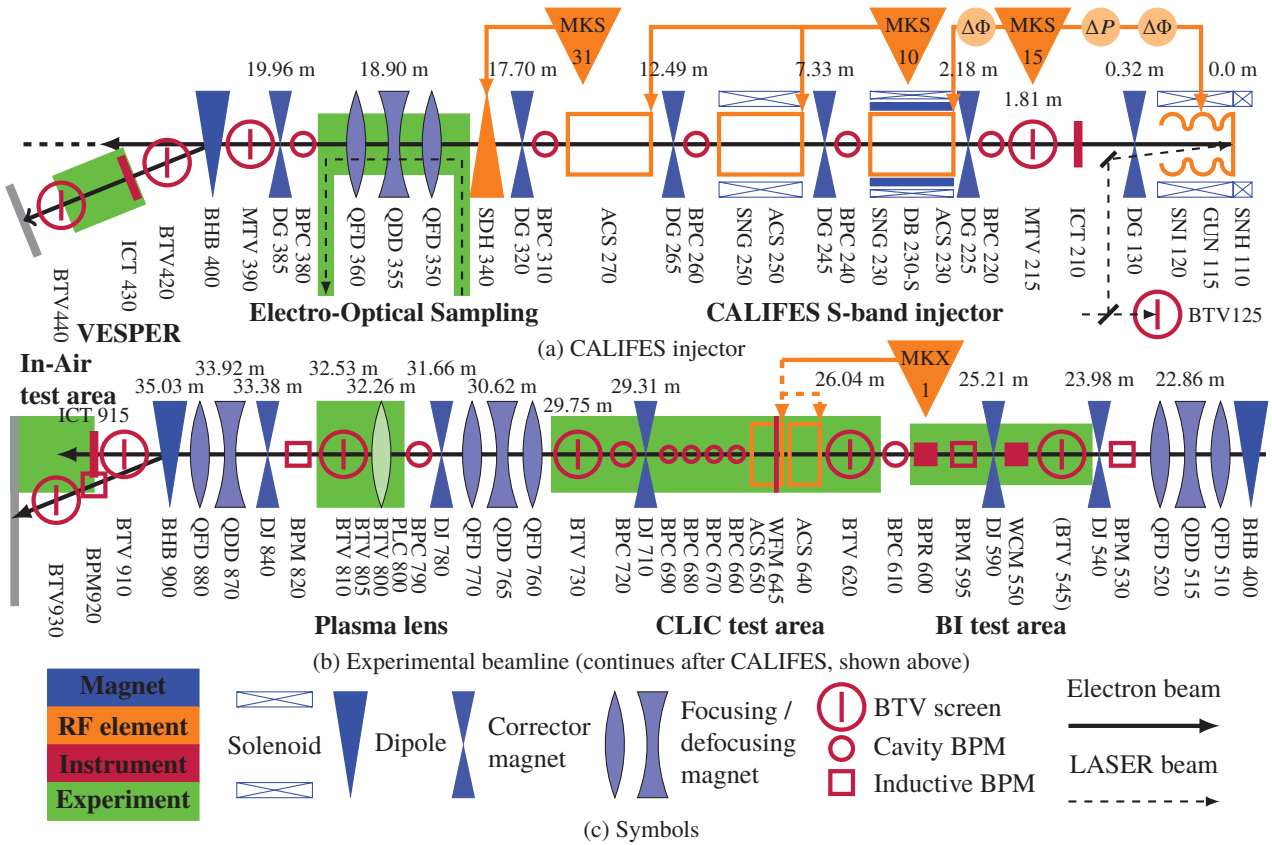 MKS
31
MKS
10
ΔΦ
MKS
15
ΔP
ΔΦ
19.96 m
18.90 m
17.70 m
12.49 m
7.33 m
2.18 m
1.81 m
0.32 m
0.0 m
BTV440
ICT 430
BTV420
BHB 400
MTV 390
DG 385
BPC 380
QFD 360
QDD 355
QFD 350
SDH 340
DG 320
BPC 310
ACS 270
DG 265
BPC 260
SNG 250
ACS 250
DG 245
BPC 240
SNG 230
DB 230-S
ACS 230
DG 225
BPC 220
MTV 215
ICT 210
DG 130
SNI 120
GUN 115
SNH 110
BTV125
VESPER
Electro-Optical Sampling
CALIFES S-band injector
(a) CALIFES injector
In-Air
test area
ICT 915
35.03 m
33.92 m
33.38 m
32.53 m
32.26 m
31.66 m
30.62 m
29.75 m
29.31 m
26.04 m
MKX
1
25.21 m
23.98 m
22.86 m
BTV930
BPM920
BTV 910
BHB 900
QFD 880
QDD 870
DJ 840
BPM 820
BTV 810
BTV 805
BTV 800
PLC 800
BPC 790
DJ 780
QFD 770
QDD 765
QFD 760
BTV 730
BPC 720
DJ 710
BPC 690
BPC 680
BPC 670
BPC 660
ACS 650
WFM 645
ACS 640
BTV 620
BPC 610
BPR 600
BPM 595
DJ 590
WCM 550
(BTV 545)
DJ 540
BPM 530
QFD 520
QDD 515
QFD 510
BHB 400
Plasma lens
CLIC test area
BI test area
(b) Experimental beamline (continues after CALIFES, shown above)
Magnet
RF element
Instrument
Experiment
Solenoid
Dipole
Corrector
magnet
Focusing /
defocusing
magnet
BTV screen
Cavity BPM
Inductive BPM
Electron beam
LASER beam
(c) Symbols